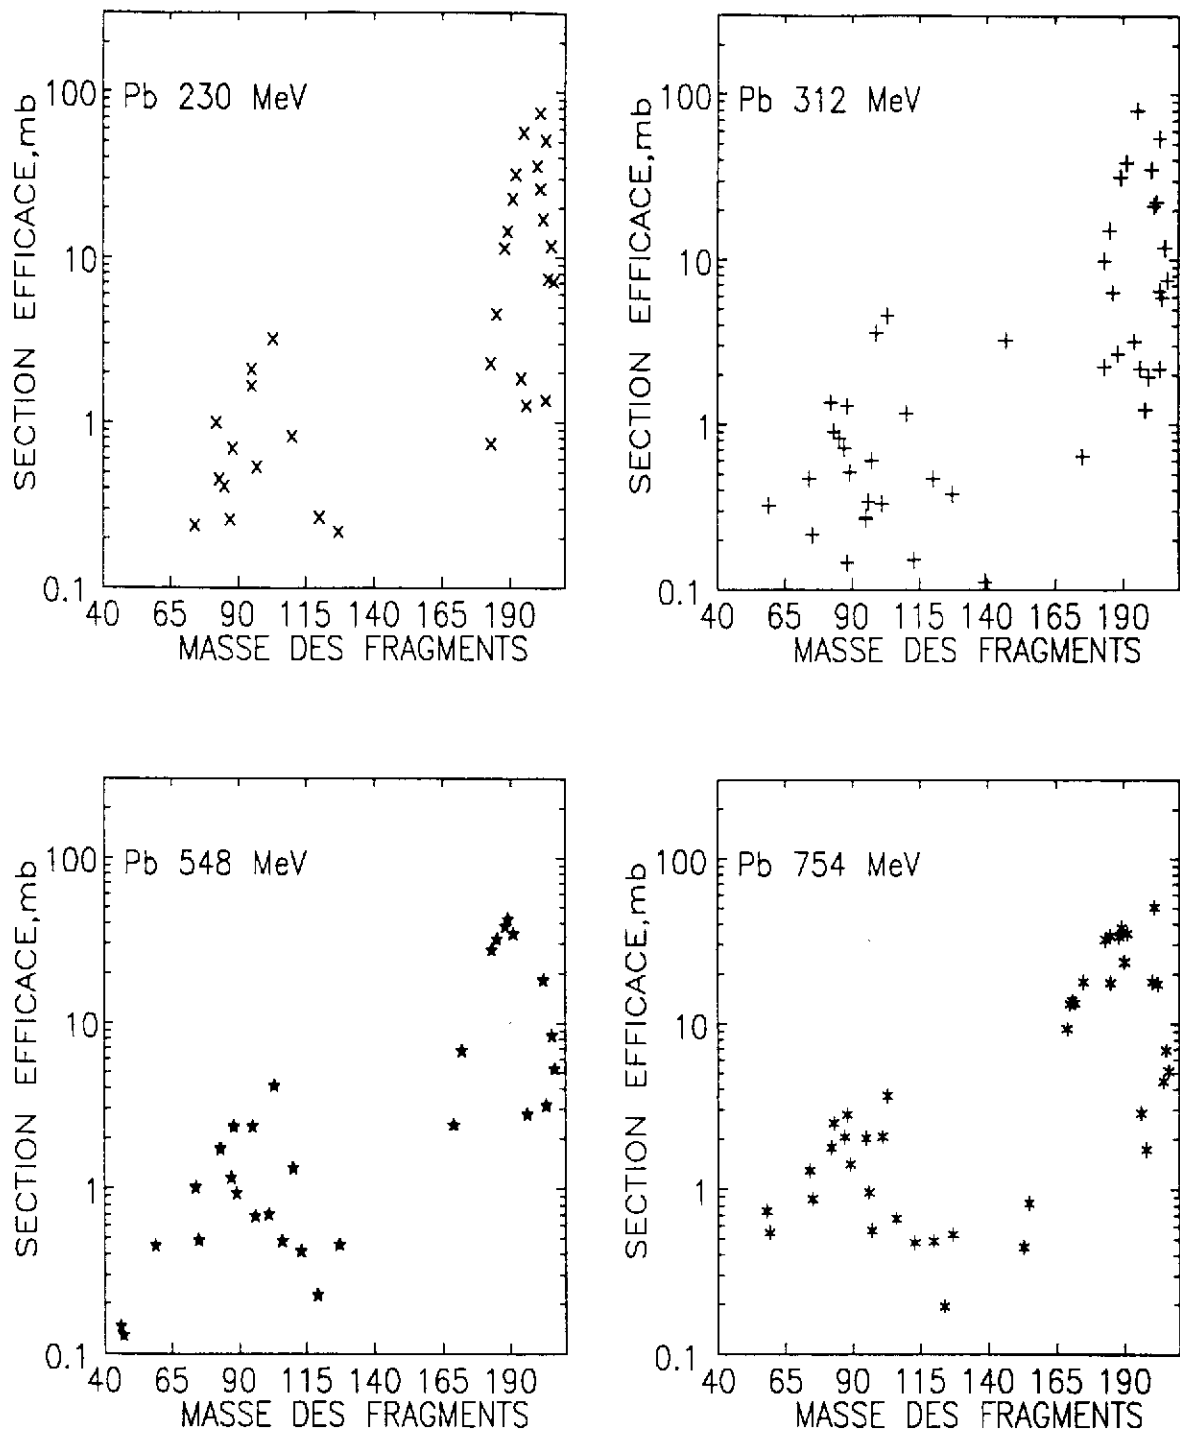 SECTION EFFICACE,mb
Pb 230 MeV
100
10
1
0.1
40 65 90 115 140 165 190
MASSE DES FRAGMENTS
SECTION EFFICACE,mb
Pb 312 MeV
100
10
1
0.1
40 65 90 115 140 165 190
MASSE DES FRAGMENTS
SECTION EFFICACE,mb
Pb 548 MeV
100
10
1
0.1
40 65 90 115 140 165 190
MASSE DES FRAGMENTS
SECTION EFFICACE,mb
Pb 754 MeV
100
10
1
0.1
40 65 90 115 140 165 190
MASSE DES FRAGMENTS